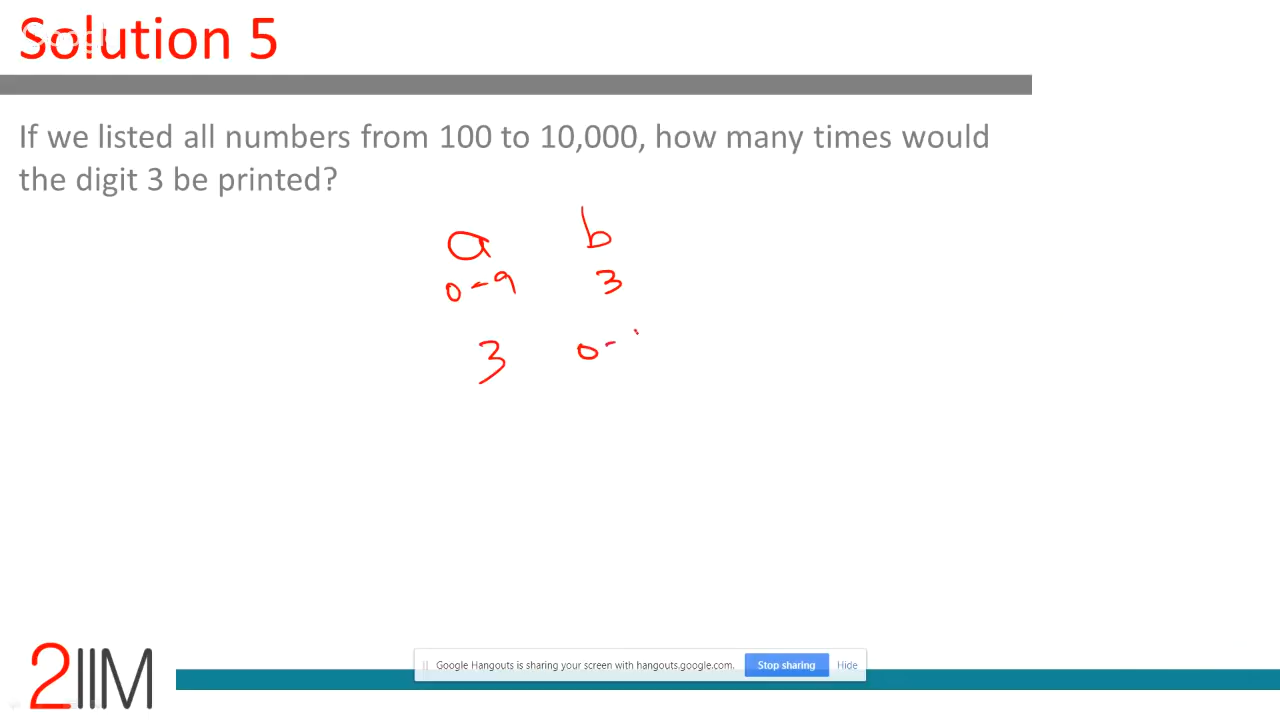 Solution 5
Google
If we listed all numbers from 100 to 10,000, how many times would
the digit 3 be printed?
a b
0-9 3
3 0-
2IIM
Google Hangouts is sharing your screen with hangouts.google.com. Stop sharing Hide